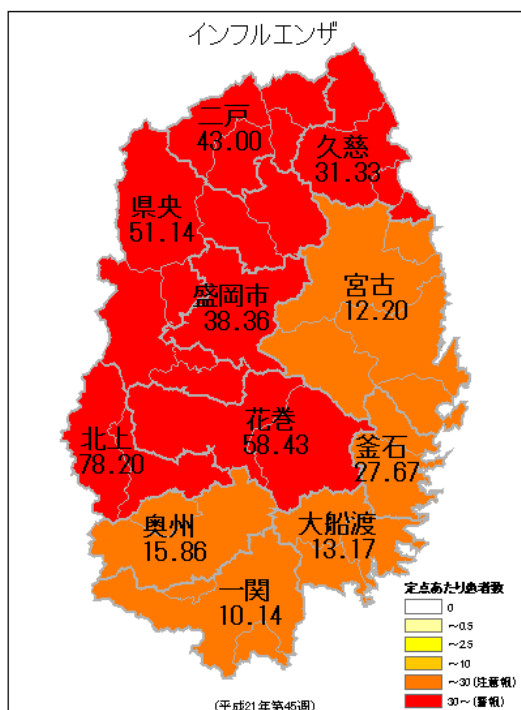 インフルエンザ
二戸
43.00
久慈
31.33
県央
51.14
宮古
12.20
盛岡市
38.36
花巻
58.43
北上
78.20
釜石
27.67
奥州
15.86
大船渡
13.17
一関
10.14
定点あたり患者数
0
～0.5
～2.5
～10
～30(注意報)
30～(警報)
(平成21年第45週)